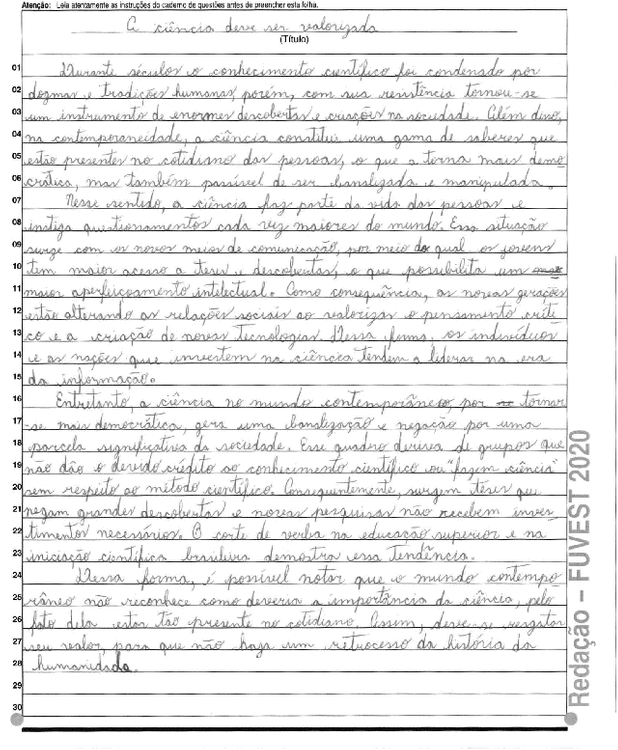 Atenção: Leia atentamente as instruções do caderno de questões antes de preencher esta folha.
A ciência deve ser valorizada
(Título)
01 Durante séculos o conhecimento científico foi condenado por
02 dogmas e tradições humanas, porém, com sua resistência tornou-se
03 um instrumento de enormes descobertas e criações na sociedade. Além disso,
04 na contemporaneidade, a ciência constitui uma gama de saberes que
05 estão presentes no cotidiano das pessoas, o que a torna mais demo
06 crática, mas também passível de ser banalizada e manipulada.
07 Nesse sentido, a ciência faz parte da vida das pessoas e
08 instiga questionamentos cada vez maiores do mundo. Essa situação
09 surge com os novos meios de comunicação, por meio do qual os jovens
10 tem maior acesso a teses e descobertas, o que possibilita um
11 maior aperfeiçoamento intelectual. Como consequência, as novas gerações
12 estão alterando as relações sociais ao valorizar o pensamento críti
13 co e a criação de novas tecnologias. Dessa forma, os indivíduos
14 e as nações que investem na ciência tendem a liderar na era
15 da informação.
16 Entretanto, a ciência no mundo contemporâneo, por tornar
17 -se mais democrática, gera uma banalização e negação por uma
18 parcela significativa da sociedade. Esse quadro deriva de grupos que
19 não dão o devido crédito ao conhecimento científico ou "fazem ciência"
20 sem respeito ao método científico. Consequentemente, surgem teses que
21 negam grandes descobertas e novas pesquisas não recebem inves
22 timentos necessários. O corte de verba na educação superior e na
23 iniciação científica brasileira demostra essa tendência.
24 Dessa forma, é possível notar que o mundo contempo
25 râneo não reconhece como deveria a importância da ciência, pelo
26 fato dela estar tão presente no cotidiano. Assim, deve-se resgatar
27 seu valor, para que não haja um retrocesso da história da
28 humanidade.
29
30
Redação – FUVEST 2020